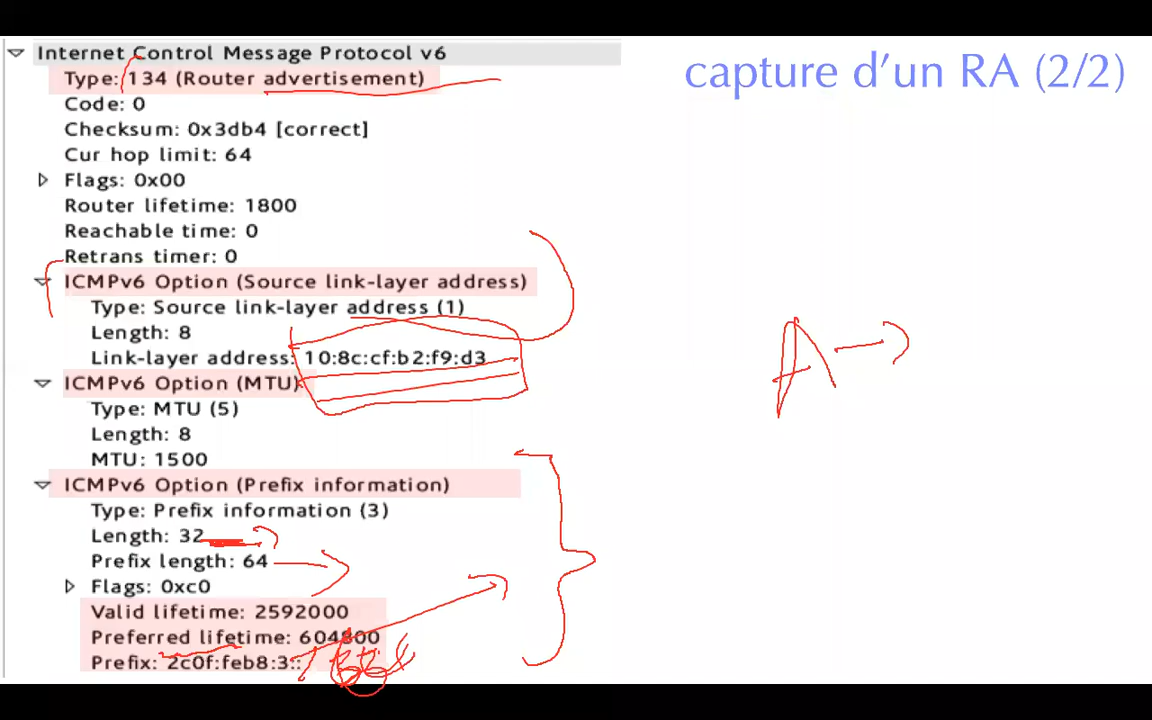 Internet Control Message Protocol v6
capture d’un RA (2/2)
Type: 134 (Router advertisement)
Code: 0
Checksum: 0x3db4 [correct]
Cur hop limit: 64
Flags: 0x00
Router lifetime: 1800
Reachable time: 0
Retrans timer: 0
ICMPv6 Option (Source link-layer address)
Type: Source link-layer address (1)
Length: 8
Link-layer address: 10:8c:cf:b2:f9:d3
A
ICMPv6 Option (MTU)
Type: MTU (5)
Length: 8
MTU: 1500
ICMPv6 Option (Prefix information)
Type: Prefix information (3)
Length: 32
Prefix length: 64
Flags: 0xc0
Valid lifetime: 2592000
Preferred lifetime: 604800
Prefix: 2c0f:feb8:3::